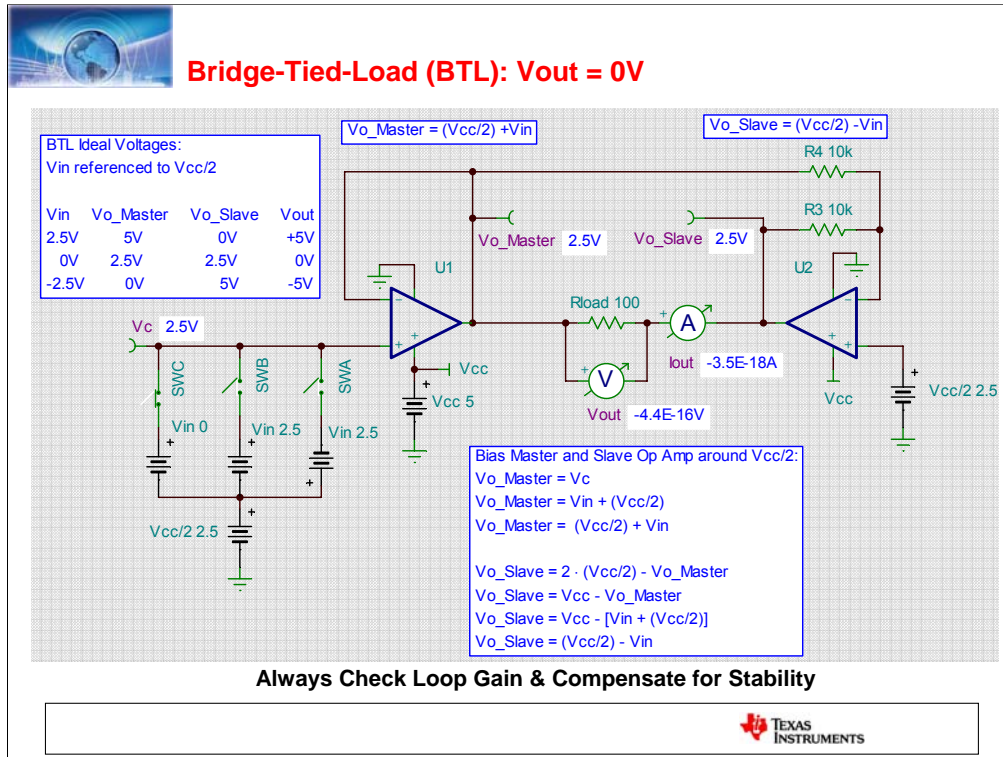 Bridge-Tied-Load (BTL): Vout = 0V
BTL Ideal Voltages:
Vin referenced to Vcc/2
Vin Vo_Master Vo_Slave Vout
2.5V 5V 0V +5V
0V 2.5V 2.5V 0V
-2.5V 0V 5V -5V
Vo_Master = (Vcc/2) +Vin
Vo_Slave = (Vcc/2) -Vin
R4 10k
R3 10k
Vo_Master 2.5V
Vo_Slave 2.5V
U1
U2
Rload 100
A
V
Iout -3.5E-18A
Vout -4.4E-16V
Vc 2.5V
SWC
SWB
SWA
Vin 0
Vin 2.5
Vin 2.5
Vcc/2 2.5
Vcc
Vcc 5
Vcc
Vcc/2 2.5
Bias Master and Slave Op Amp around Vcc/2:
Vo_Master = Vc
Vo_Master = Vin + (Vcc/2)
Vo_Master = (Vcc/2) + Vin
Vo_Slave = 2 · (Vcc/2) - Vo_Master
Vo_Slave = Vcc - Vo_Master
Vo_Slave = Vcc - [Vin + (Vcc/2)]
Vo_Slave = (Vcc/2) - Vin
Always Check Loop Gain & Compensate for Stability
TEXAS
INSTRUMENTS